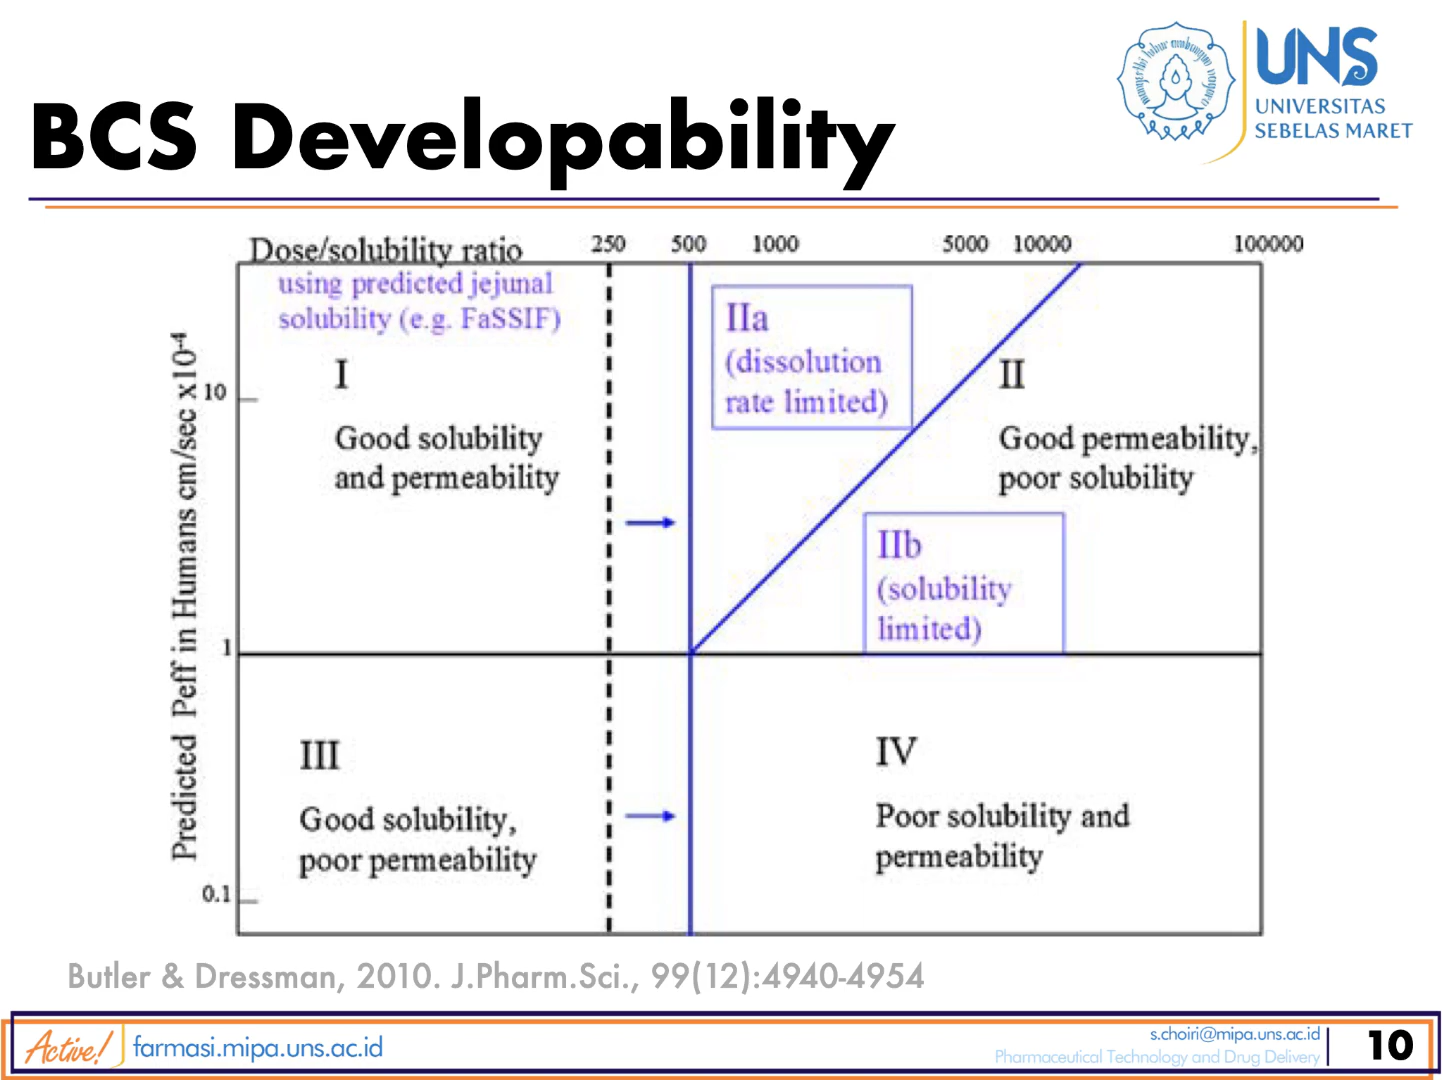 UNS
UNIVERSITAS
SEBELAS MARET
BCS Developability
Dose/solubility ratio
250
500
1000
5000
10000
100000
using predicted jejunal
solubility (e.g. FaSSIF)
Predicted Peff in Humans cm/sec x10-4
10
1
0.1
I
Good solubility
and permeability
IIa
(dissolution
rate limited)
II
Good permeability,
poor solubility
IIb
(solubility
limited)
III
Good solubility,
poor permeability
IV
Poor solubility and
permeability
Butler & Dressman, 2010. J.Pharm.Sci., 99(12):4940-4954
Active!
farmasi.mipa.uns.ac.id
s.choiri@mipa.uns.ac.id
Pharmaceutical Technology and Drug Delivery
10